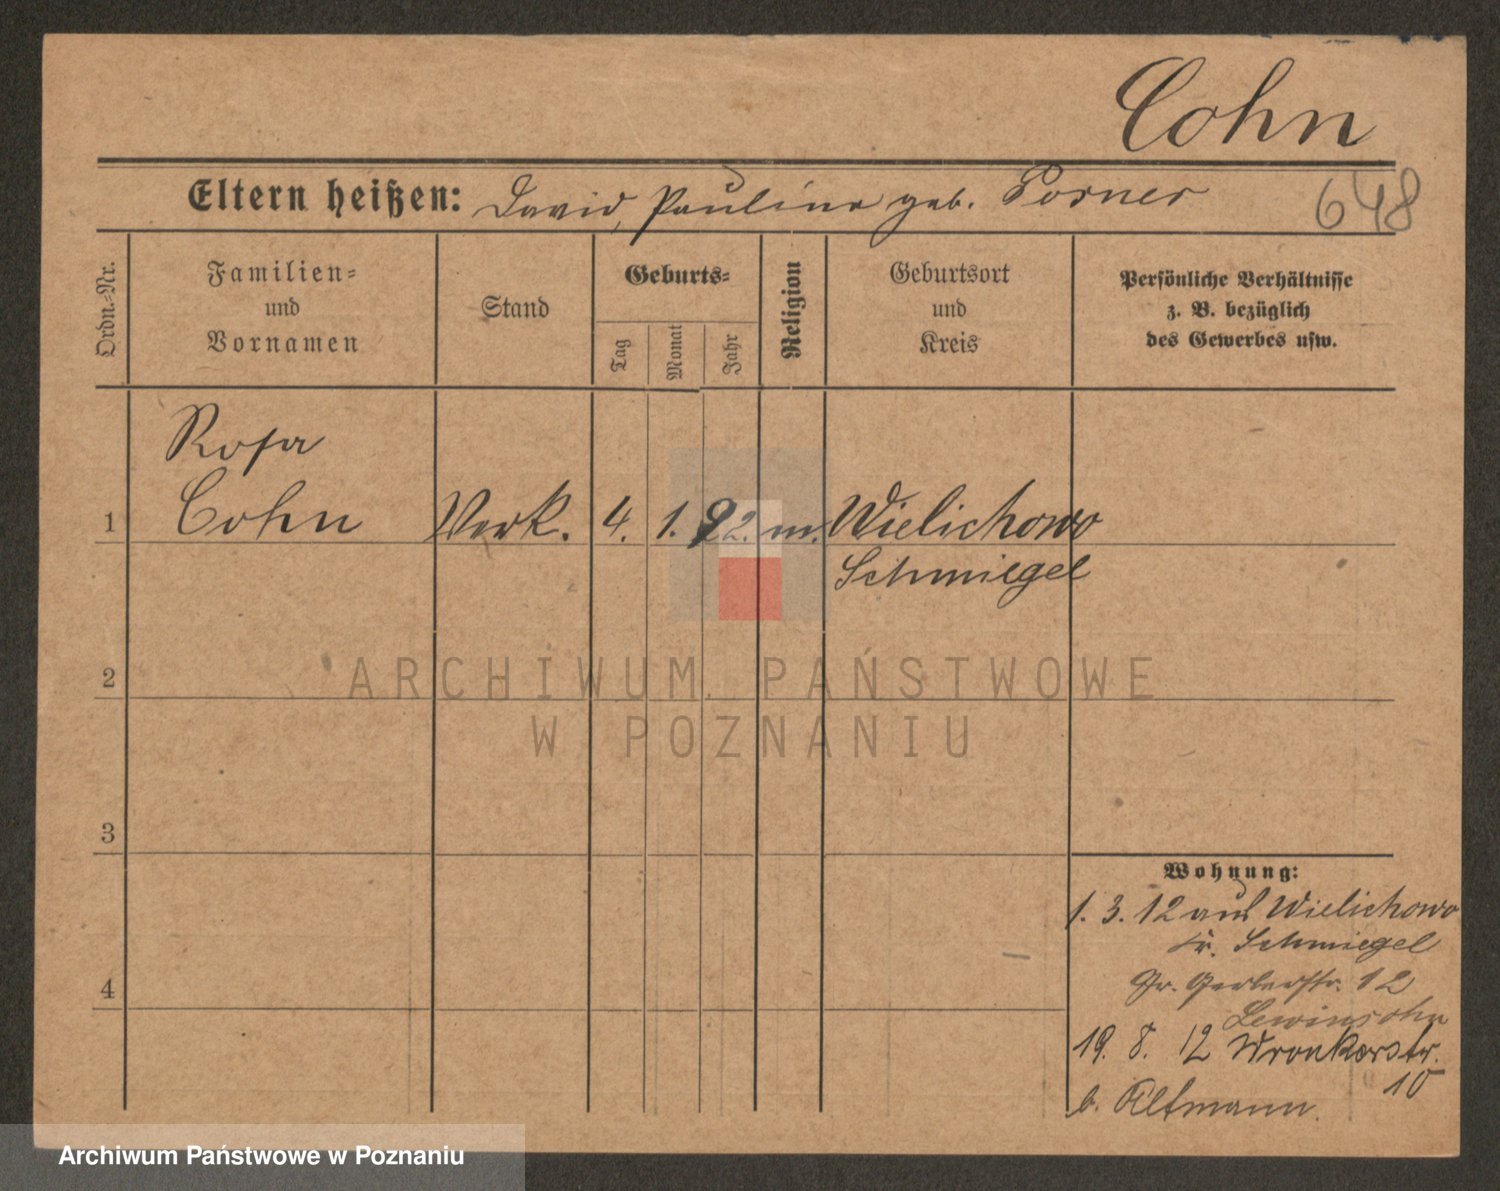 Cohn
Eltern heißen: David, Pauline geb. Posner
648
Ordn.-Nr.
Familien- und Vornamen
Stand
Geburts-
Tag
Monat
Jahr
Religion
Geburtsort und Kreis
Persönliche Verhältnisse
z. B. bezüglich
des Gewerbes usw.
Rosa
1 Cohn Verk. 4. 1. 92. m. Wielichowo
Schmiegel
2
3
4
Wohnung:
1. 3. 12 aus Wielichowo
Kr. Schmiegel
Gr. Gerberstr. 12
Lewinsohn
19. 8. 12 Wronkerstr.
10
b. Altmann.
ARCHIWUM PAŃSTWOWE
W POZNANIU
Archiwum Państwowe w Poznaniu